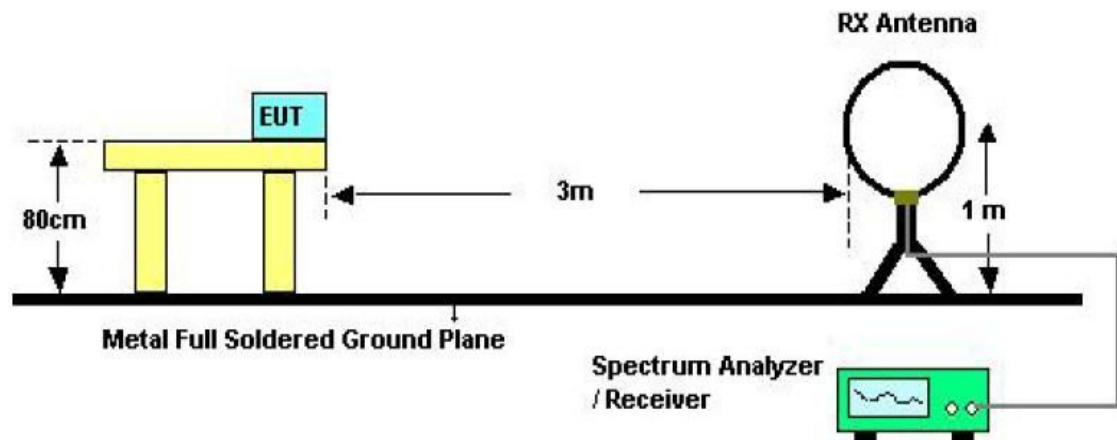 RX Antenna
EUT
3m
80cm
1 m
Metal Full Soldered Ground Plane
Spectrum Analyzer
/ Receiver